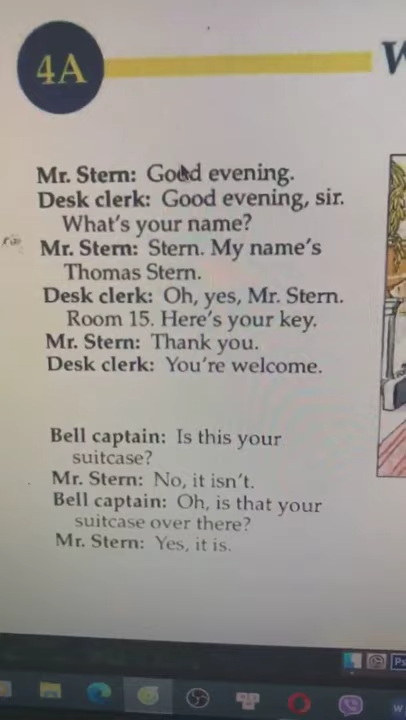 4A
Mr. Stern: Good evening.
Desk clerk: Good evening, sir.
What's your name?
Mr. Stern: Stern. My name's
Thomas Stern.
Desk clerk: Oh, yes, Mr. Stern.
Room 15. Here's your key.
Mr. Stern: Thank you.
Desk clerk: You're welcome.
Bell captain: Is this your
suitcase?
Mr. Stern: No, it isn't.
Bell captain: Oh, is that your
suitcase over there?
Mr. Stern: Yes, it is.